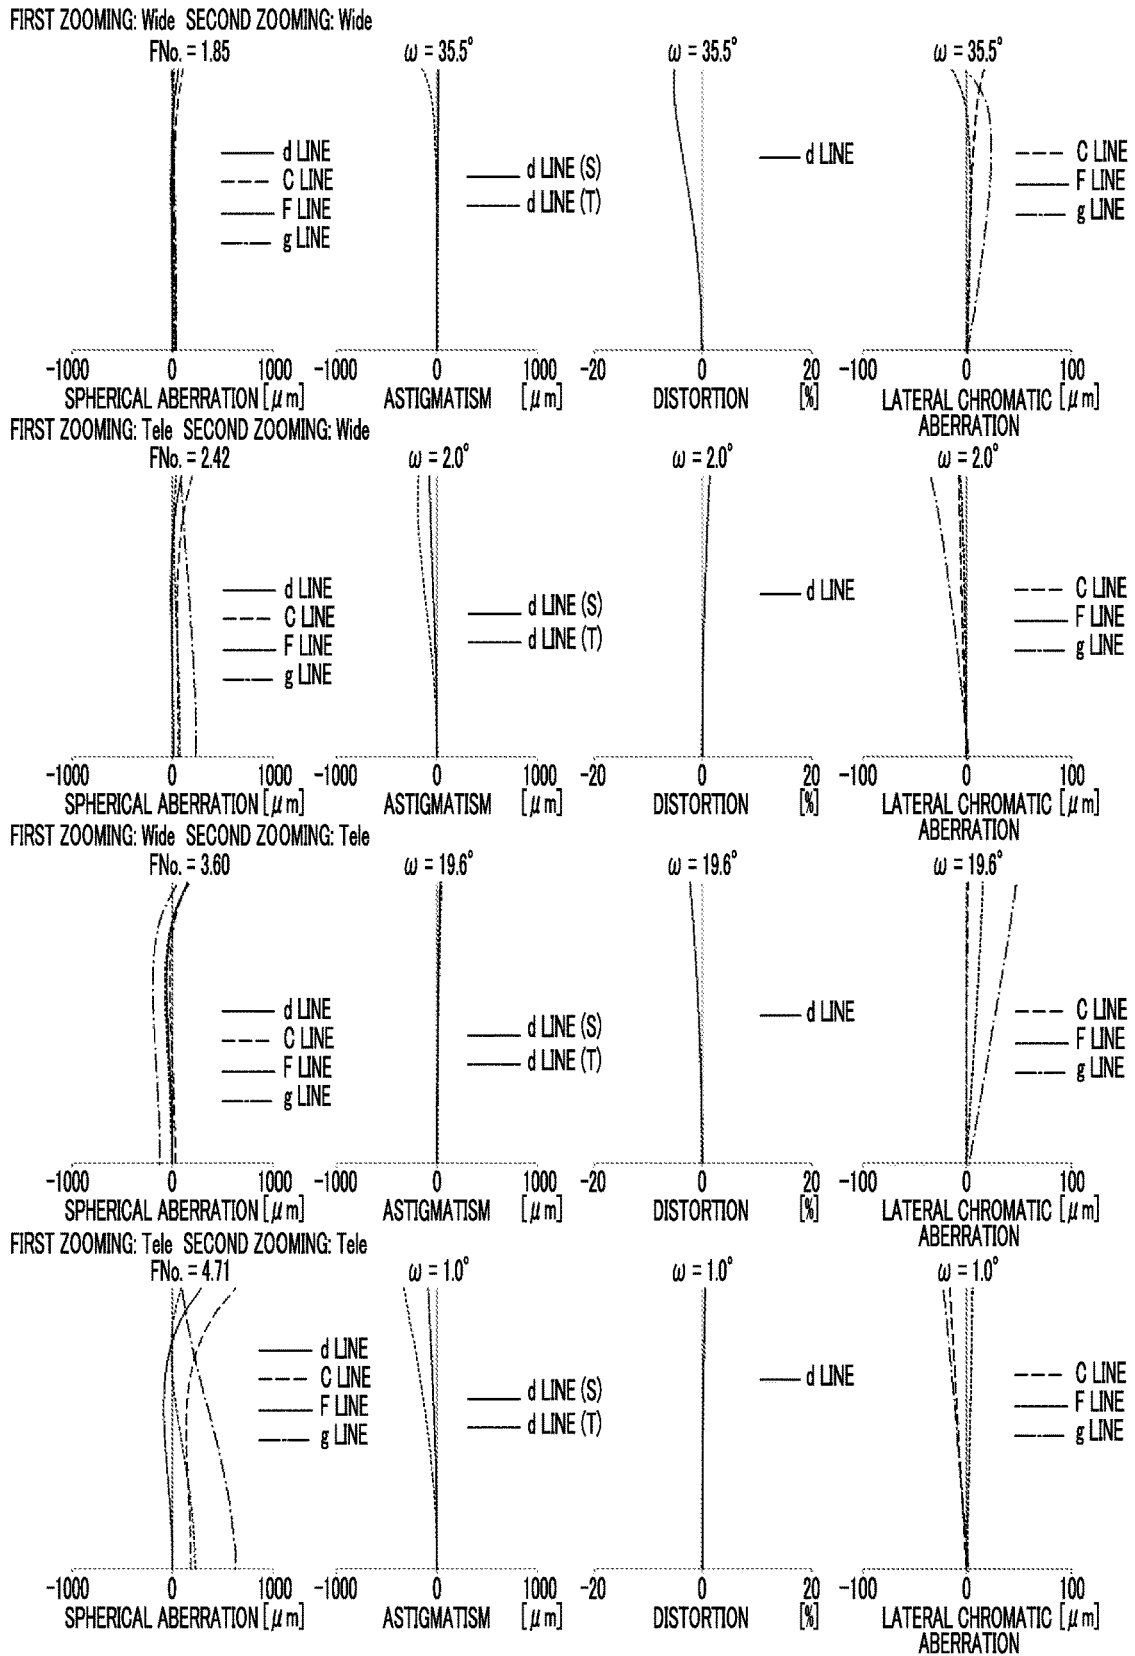 FIRST ZOOMING: Wide SECOND ZOOMING: Wide
FNo. = 1.85
ω = 35.5°
ω = 35.5°
ω = 35.5°
d LINE
C LINE
F LINE
g LINE
d LINE (S)
d LINE (T)
d LINE
C LINE
F LINE
g LINE
-1000 0 1000
-1000 0 1000
-20 0 20
-100 0 100
SPHERICAL ABERRATION [μm]
ASTIGMATISM [μm]
DISTORTION [%]
LATERAL CHROMATIC [μm]
ABERRATION
FIRST ZOOMING: Tele SECOND ZOOMING: Wide
FNo. = 2.42
ω = 2.0°
ω = 2.0°
ω = 2.0°
d LINE
C LINE
F LINE
g LINE
d LINE (S)
d LINE (T)
d LINE
C LINE
F LINE
g LINE
-1000 0 1000
-1000 0 1000
-20 0 20
-100 0 100
SPHERICAL ABERRATION [μm]
ASTIGMATISM [μm]
DISTORTION [%]
LATERAL CHROMATIC [μm]
ABERRATION
FIRST ZOOMING: Wide SECOND ZOOMING: Tele
FNo. = 3.60
ω = 19.6°
ω = 19.6°
ω = 19.6°
d LINE
C LINE
F LINE
g LINE
d LINE (S)
d LINE (T)
d LINE
C LINE
F LINE
g LINE
-1000 0 1000
-1000 0 1000
-20 0 20
-100 0 100
SPHERICAL ABERRATION [μm]
ASTIGMATISM [μm]
DISTORTION [%]
LATERAL CHROMATIC [μm]
ABERRATION
FIRST ZOOMING: Tele SECOND ZOOMING: Tele
FNo. = 4.71
ω = 1.0°
ω = 1.0°
ω = 1.0°
d LINE
C LINE
F LINE
g LINE
d LINE (S)
d LINE (T)
d LINE
C LINE
F LINE
g LINE
-1000 0 1000
-1000 0 1000
-20 0 20
-100 0 100
SPHERICAL ABERRATION [μm]
ASTIGMATISM [μm]
DISTORTION [%]
LATERAL CHROMATIC [μm]
ABERRATION